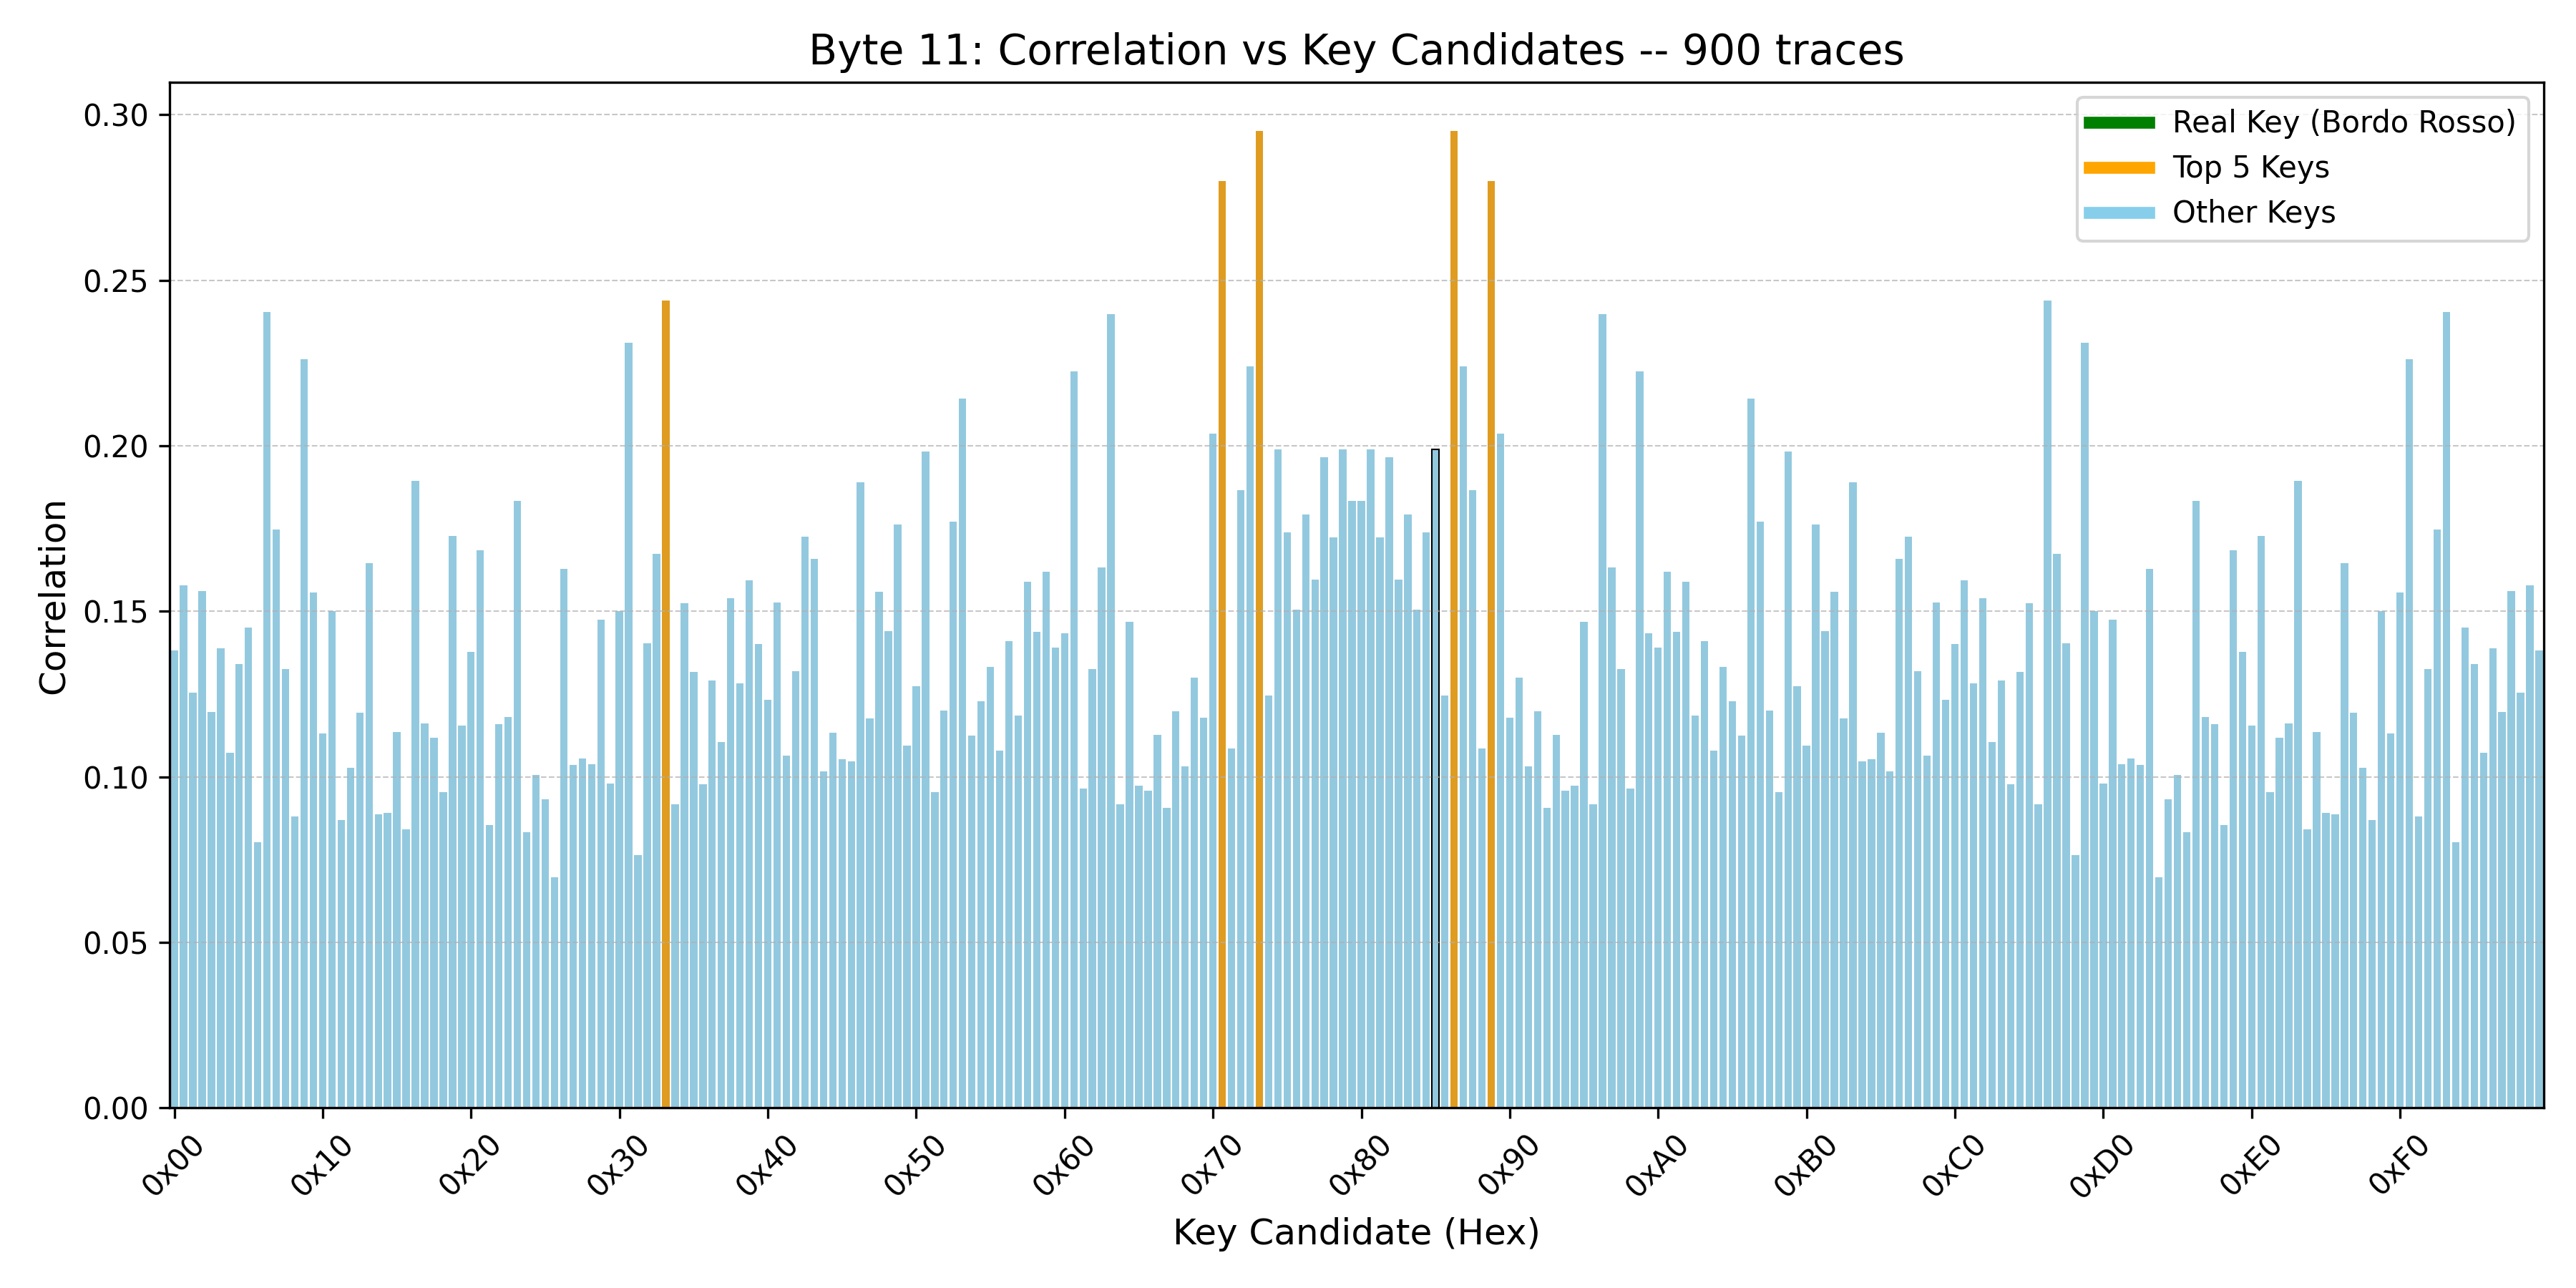 Byte 11: Correlation vs Key Candidates -- 900 traces
Real Key (Bordo Rosso)
Top 5 Keys
Other Keys
Correlation
0.30
0.25
0.20
0.15
0.10
0.05
0.00
0x00 0x10 0x20 0x30 0x40 0x50 0x60 0x70 0x80 0x90 0xA0 0xB0 0xC0 0xD0 0xE0 0xF0
Key Candidate (Hex)